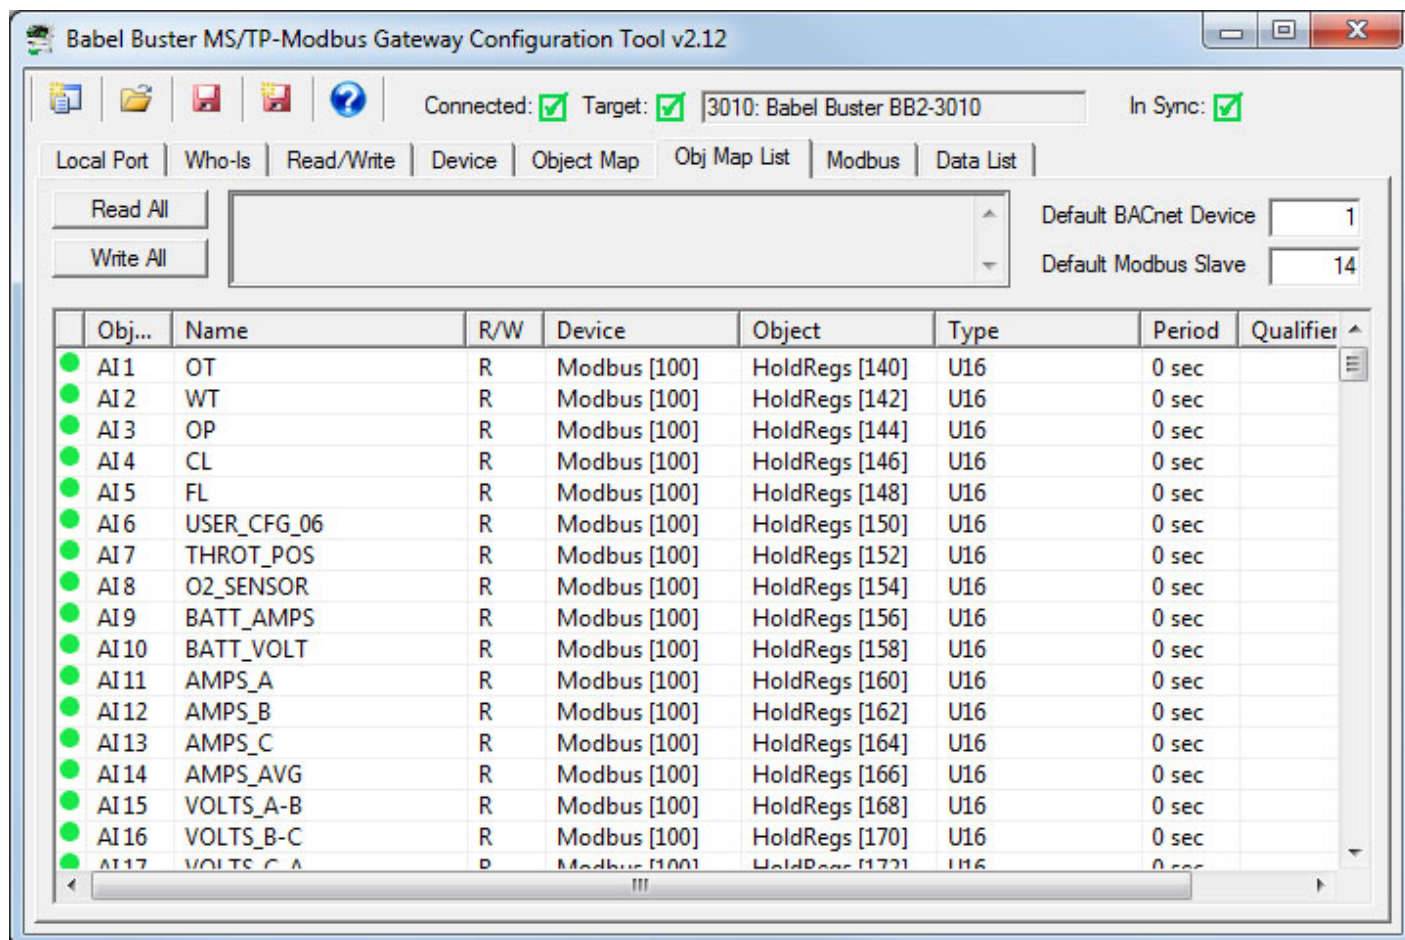 Babel Buster MS/TP-Modbus Gateway Configuration Tool v2.12
Connected: Target: 3010: Babel Buster BB2-3010 In Sync:
Local Port Who-Is Read/Write Device Object Map Obj Map List Modbus Data List
Read All Default BACnet Device 1
Write All Default Modbus Slave 14
Obj... Name R/W Device Object Type Period Qualifier
AI 1 OT R Modbus [100] HoldRegs [140] U16 0 sec
AI 2 WT R Modbus [100] HoldRegs [142] U16 0 sec
AI 3 OP R Modbus [100] HoldRegs [144] U16 0 sec
AI 4 CL R Modbus [100] HoldRegs [146] U16 0 sec
AI 5 FL R Modbus [100] HoldRegs [148] U16 0 sec
AI 6 USER_CFG_06 R Modbus [100] HoldRegs [150] U16 0 sec
AI 7 THROT_POS R Modbus [100] HoldRegs [152] U16 0 sec
AI 8 O2_SENSOR R Modbus [100] HoldRegs [154] U16 0 sec
AI 9 BATT_AMPS R Modbus [100] HoldRegs [156] U16 0 sec
AI 10 BATT_VOLT R Modbus [100] HoldRegs [158] U16 0 sec
AI 11 AMPS_A R Modbus [100] HoldRegs [160] U16 0 sec
AI 12 AMPS_B R Modbus [100] HoldRegs [162] U16 0 sec
AI 13 AMPS_C R Modbus [100] HoldRegs [164] U16 0 sec
AI 14 AMPS_AVG R Modbus [100] HoldRegs [166] U16 0 sec
AI 15 VOLTS_A-B R Modbus [100] HoldRegs [168] U16 0 sec
AI 16 VOLTS_B-C R Modbus [100] HoldRegs [170] U16 0 sec
AI 17 VOLTS_C-A R Modbus [100] HoldRegs [172] U16 0 sec